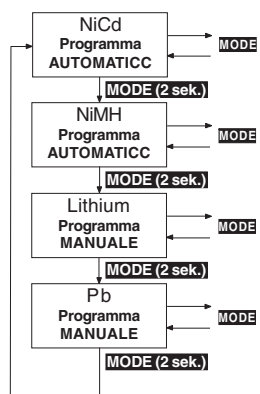 NiCd
Programma
AUTOMATICC
MODE
MODE (2 sek.)
NiMH
Programma
AUTOMATICC
MODE
MODE (2 sek.)
Lithium
Programma
MANUALE
MODE
MODE (2 sek.)
Pb
Programma
MANUALE
MODE
MODE (2 sek.)